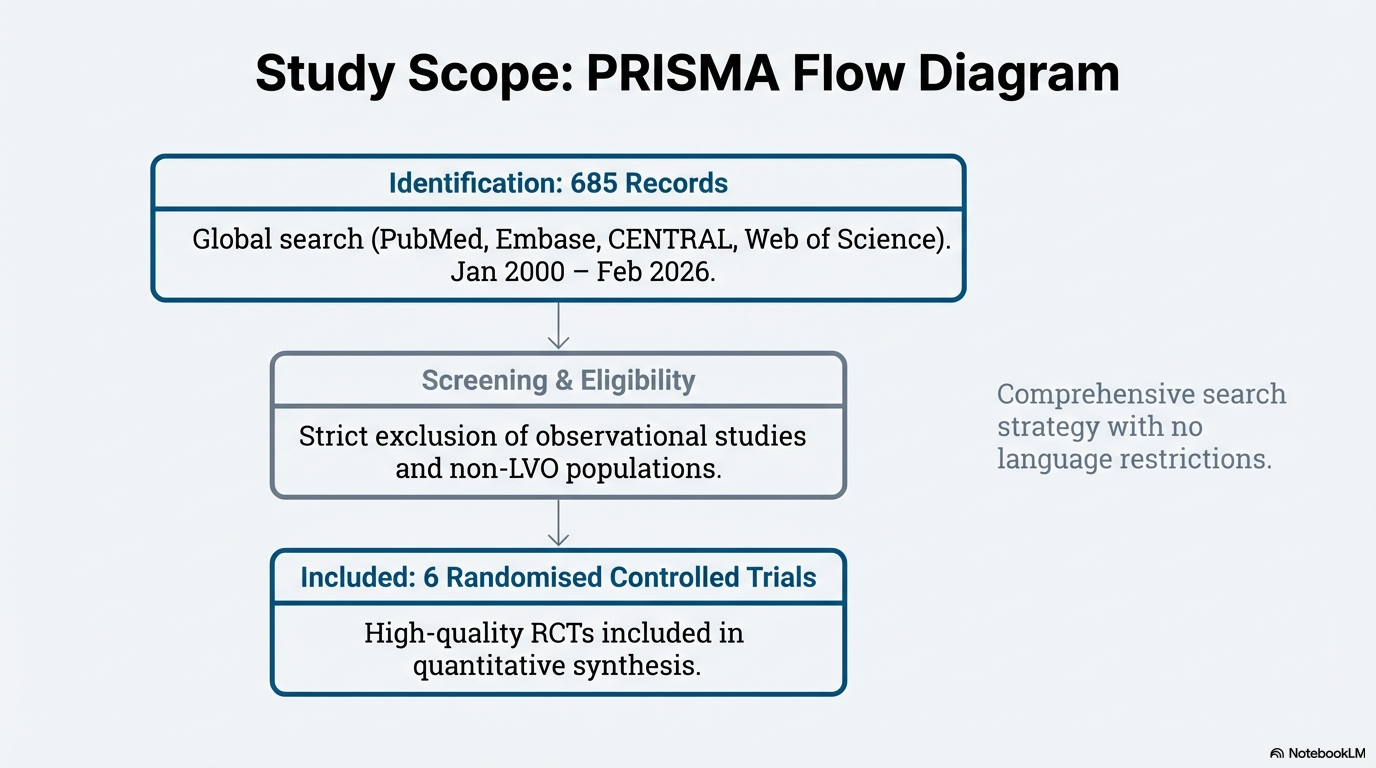 Study Scope: PRISMA Flow Diagram
Identification: 685 Records
Global search (PubMed, Embase, CENTRAL, Web of Science).
Jan 2000 – Feb 2026.
Screening & Eligibility
Strict exclusion of observational studies
and non-LVO populations.
Comprehensive search
strategy with no
language restrictions.
Included: 6 Randomised Controlled Trials
High-quality RCTs included in
quantitative synthesis.
NotebookLM